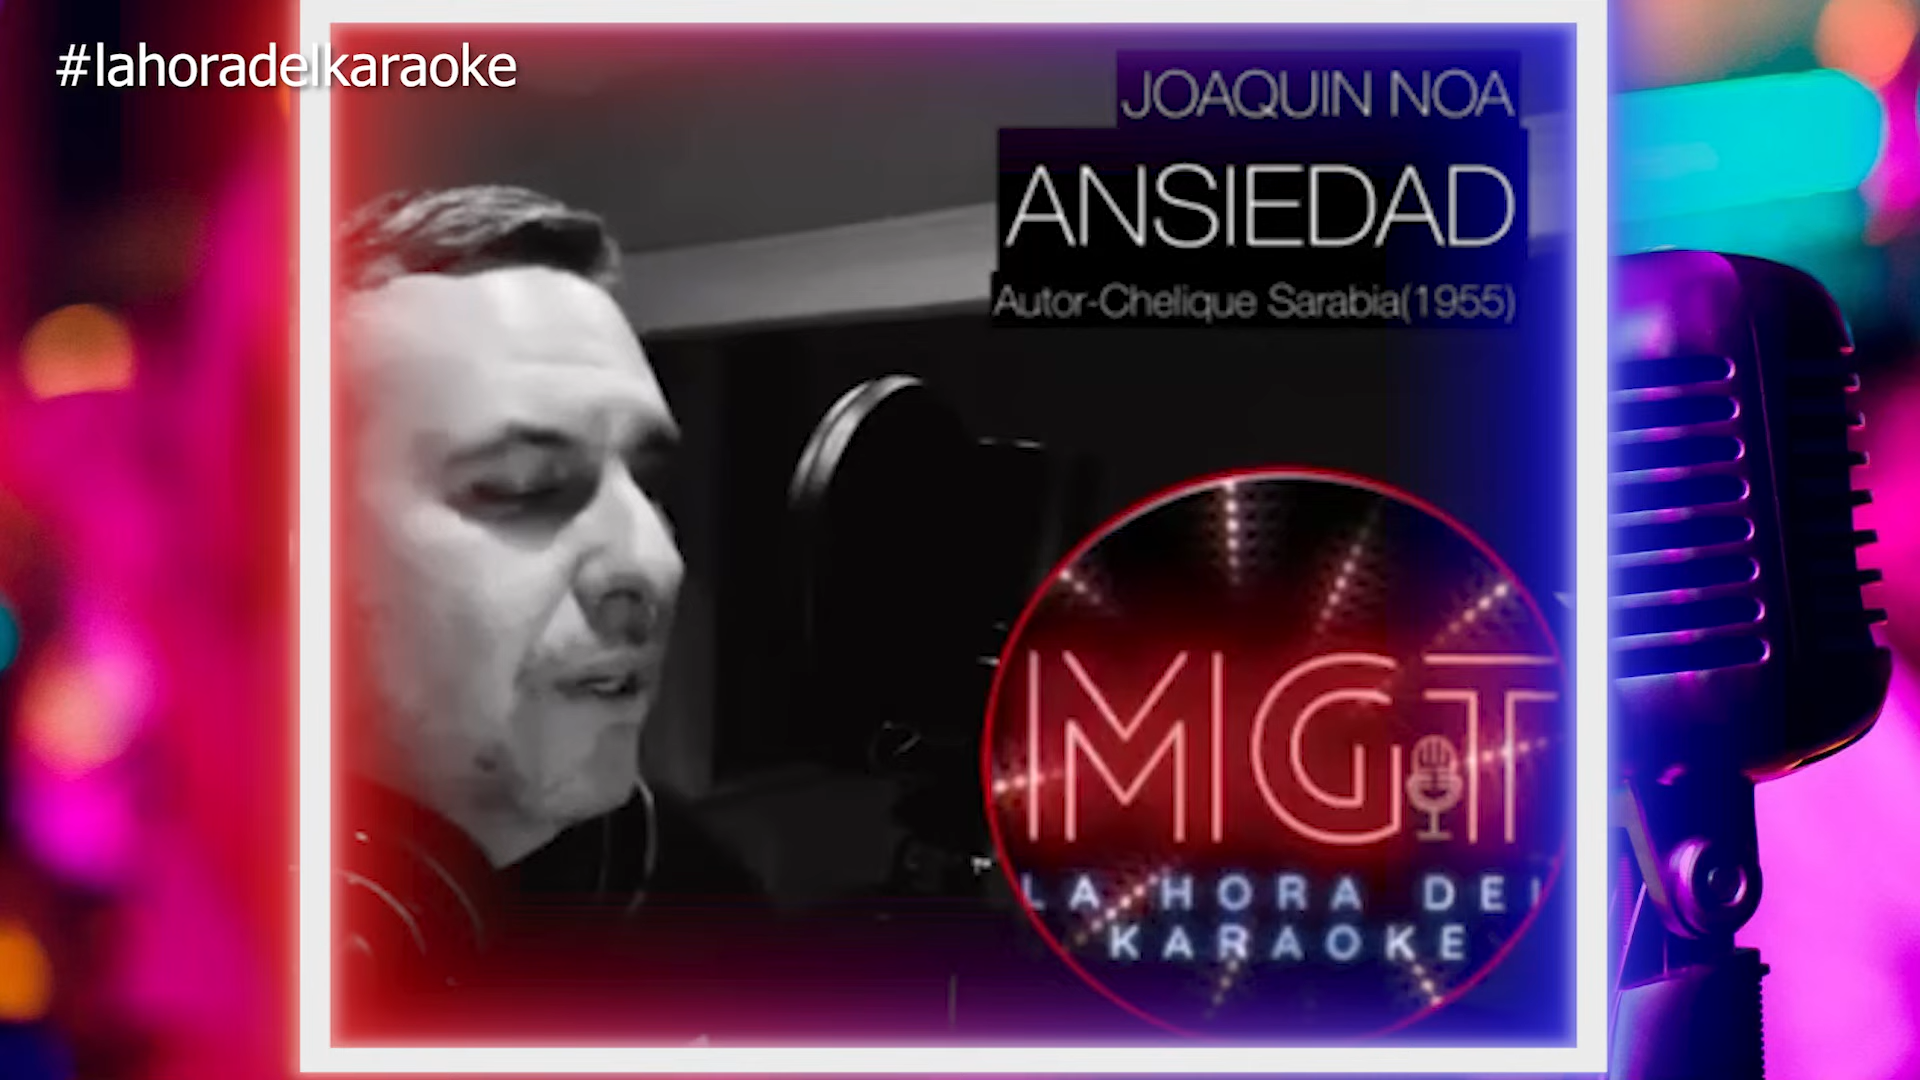 #lahoradelkaraoke
JOAQUIN NOA
ANSIEDAD
Autor-Chelique Sarabia(1955)
MGT
LA HORA DEL
KARAOKE